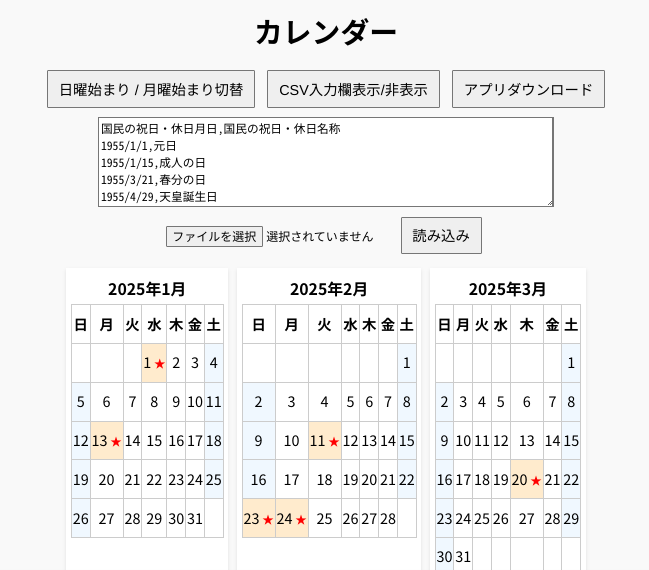 カレンダー
日曜始まり / 月曜始まり切替 CSV入力欄表示/非表示 アプリダウンロード
国民の祝日・休日月日,国民の祝日・休日名称
1955/1/1,元日
1955/1/15,成人の日
1955/3/21,春分の日
1955/4/29,天皇誕生日
ファイルを選択 選択されていません 読み込み
2025年1月
日 月 火 水 木 金 土
1★ 2 3 4
5 6 7 8 9 10 11
12 13★ 14 15 16 17 18
19 20 21 22 23 24 25
26 27 28 29 30 31
2025年2月
日 月 火 水 木 金 土
1
2 3 4 5 6 7 8
9 10 11★ 12 13 14 15
16 17 18 19 20 21 22
23★ 24★ 25 26 27 28
2025年3月
日 月 火 水 木 金 土
1
2 3 4 5 6 7 8
9 10 11 12 13 14 15
16 17 18 19 20★ 21 22
23 24 25 26 27 28 29
30 31